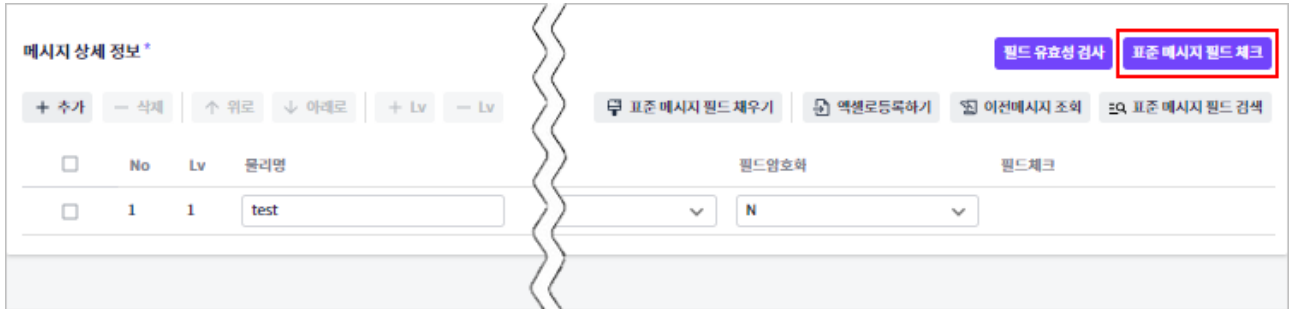 메시지 상세 정보 * 필드 유효성 검사 표준 메시지 필드 체크
+ 추가 − 삭제 ↑ 위로 ↓ 아래로 + Lv − Lv 표준 메시지 필드 채우기 엑셀로등록하기 이전메시지 조회 표준 메시지 필드 검색
No Lv 물리명 필드암호화 필드체크
1 1 test N